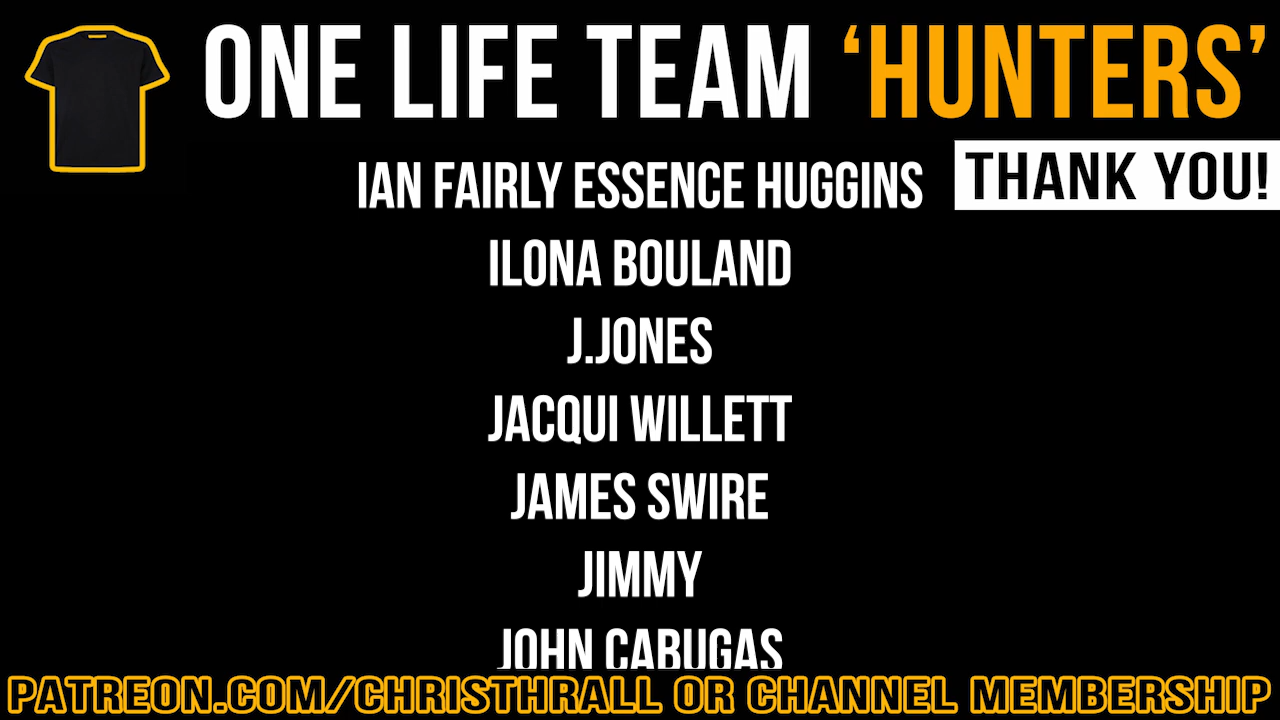 ONE LIFE TEAM ‘HUNTERS’
THANK YOU!
IAN FAIRLY ESSENCE HUGGINS
ILONA BOULAND
J.JONES
JACQUI WILLETT
JAMES SWIRE
JIMMY
JOHN CABUGAS
PATREON.COM/CHRISTHRALL OR CHANNEL MEMBERSHIP